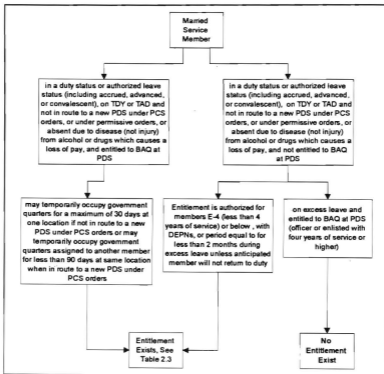 Married
Service
Member
in a duty status or authorized leave
status (including accrued, advanced,
or convalescent), on TDY or TAD and
not in route to a new PDS under PCS
orders, or under permissive orders, or
absent due to disease (not injury)
from alcohol or drugs which causes a
loss of pay, and entitled to BAQ at
PDS
in a duty status or authorized leave
status (including accrued, advanced,
or convalescent), on TDY or TAD and
not in route to a new PDS under PCS
orders, or under permissive orders, or
absent due to disease (not injury)
from alcohol or drugs which causes a
loss of pay, and not entitled to BAQ
at PDS
may temporarily occupy government
quarters for a maximum of 30 days at
one location if not in route to a new
PDS under PCS orders or may
temporarily occupy government
quarters assigned to another member
for less than 90 days at same location
when in route to a new PDS under
PCS orders
Entitlement is authorized for
members E-4 (less than 4
years of service) or below , with
DEPNs, or period equal to for
less than 2 months during
excess leave unless anticipated
member will not return to duty
on excess leave and
entitled to BAQ at PDS
(officer or enlisted with
four years of service or
higher)
Entitlement
Exists, See
Table 2.3
No
Entitlement
Exist